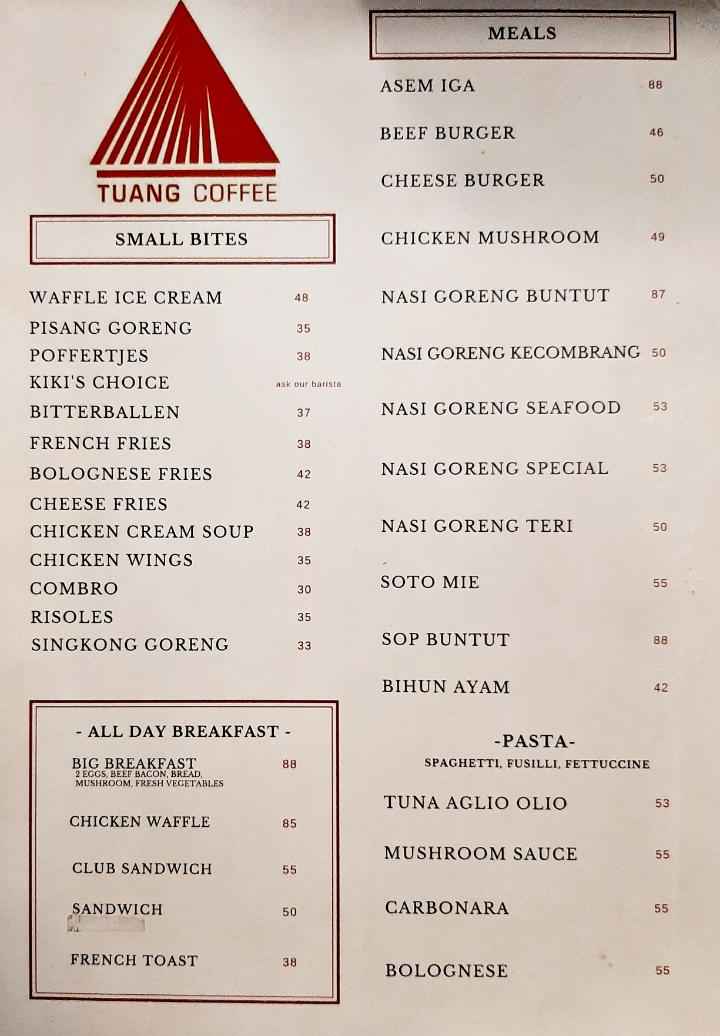 TUANG COFFEE
SMALL BITES
WAFFLE ICE CREAM 48
PISANG GORENG 35
POFFERTJES 38
KIKI'S CHOICE ask our barista
BITTERBALLEN 37
FRENCH FRIES 38
BOLOGNESE FRIES 42
CHEESE FRIES 42
CHICKEN CREAM SOUP 38
CHICKEN WINGS 35
COMBRO 30
RISOLES 35
SINGKONG GORENG 33
- ALL DAY BREAKFAST -
BIG BREAKFAST 88
2 EGGS, BEEF BACON, BREAD,
MUSHROOM, FRESH VEGETABLES
CHICKEN WAFFLE 85
CLUB SANDWICH 55
SANDWICH 50
FRENCH TOAST 38
MEALS
ASEM IGA 88
BEEF BURGER 46
CHEESE BURGER 50
CHICKEN MUSHROOM 49
NASI GORENG BUNTUT 87
NASI GORENG KECOMBRANG 50
NASI GORENG SEAFOOD 53
NASI GORENG SPECIAL 53
NASI GORENG TERI 50
SOTO MIE 55
SOP BUNTUT 88
BIHUN AYAM 42
-PASTA-
SPAGHETTI, FUSILLI, FETTUCCINE
TUNA AGLIO OLIO 53
MUSHROOM SAUCE 55
CARBONARA 55
BOLOGNESE 55